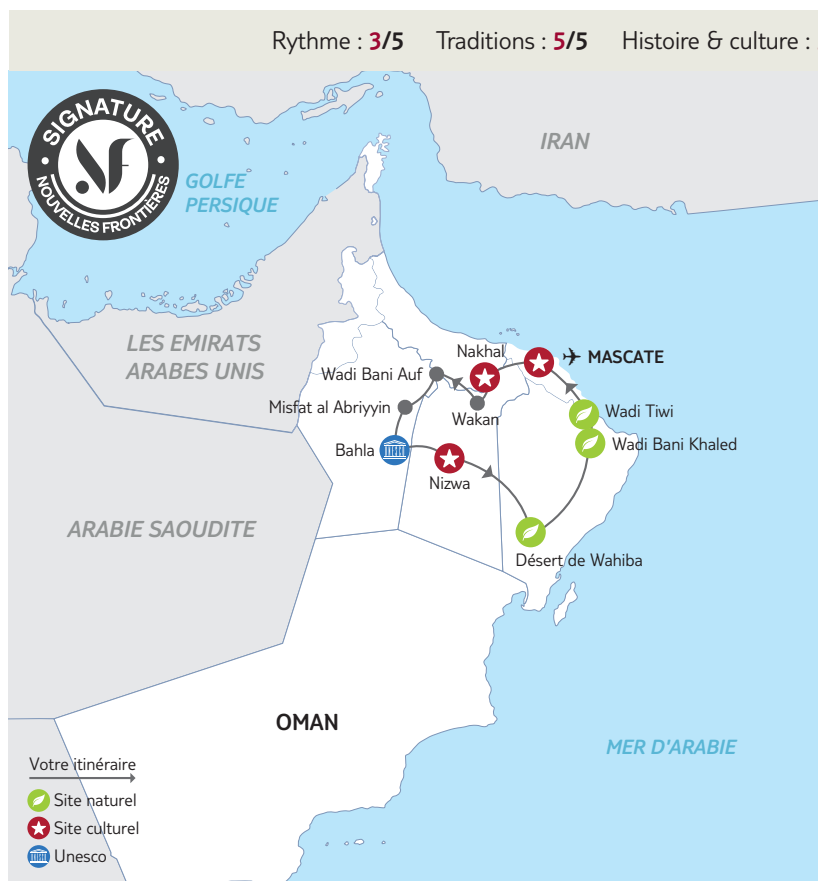 Rythme : 3/5 Traditions : 5/5 Histoire & culture :
SIGNATURE
NF
NOUVELLES FRONTIÈRES
IRAN
GOLFE
PERSIQUE
LES EMIRATS
ARABES UNIS
Nakhal
MASCATE
Wadi Bani Auf
Misfat al Abriyyin
Wakan
Wadi Tiwi
Wadi Bani Khaled
Bahla
Nizwa
ARABIE SAOUDITE
Désert de Wahiba
OMAN
MER D'ARABIE
Votre itinéraire
Site naturel
Site culturel
Unesco